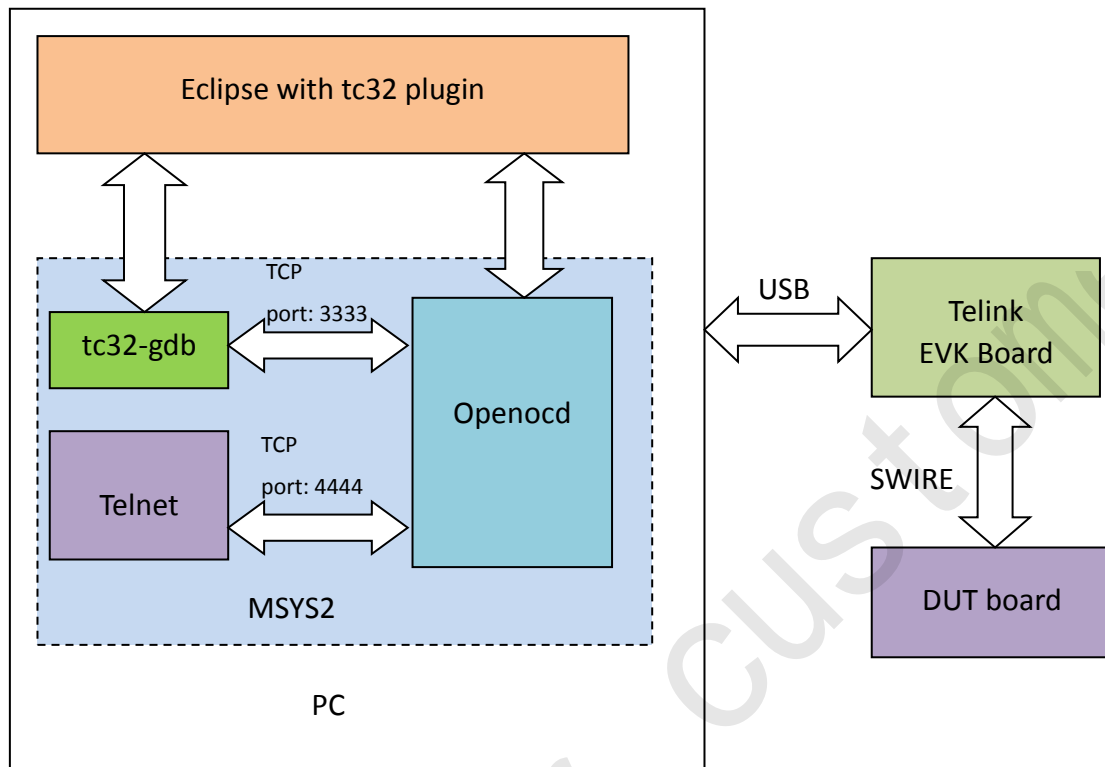 Eclipse with tc32 plugin
TCP
port: 3333
tc32-gdb
Openocd
TCP
port: 4444
Telnet
MSYS2
PC
USB
Telink
EVK Board
SWIRE
DUT board
custom